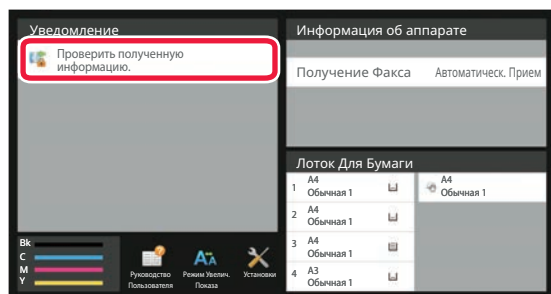 Уведомление
Проверить полученную
информацию.
Информация об аппарате
Получение Факса Автоматическ. Прием
Лоток Для Бумаги
1 A4
Обычная 1
2 A4
Обычная 1
3 A4
Обычная 1
4 A3
Обычная 1
A4
Обычная 1
Bk
C
M
Y
Руководство
Пользователя
Режим Увелич.
Показа
Установки